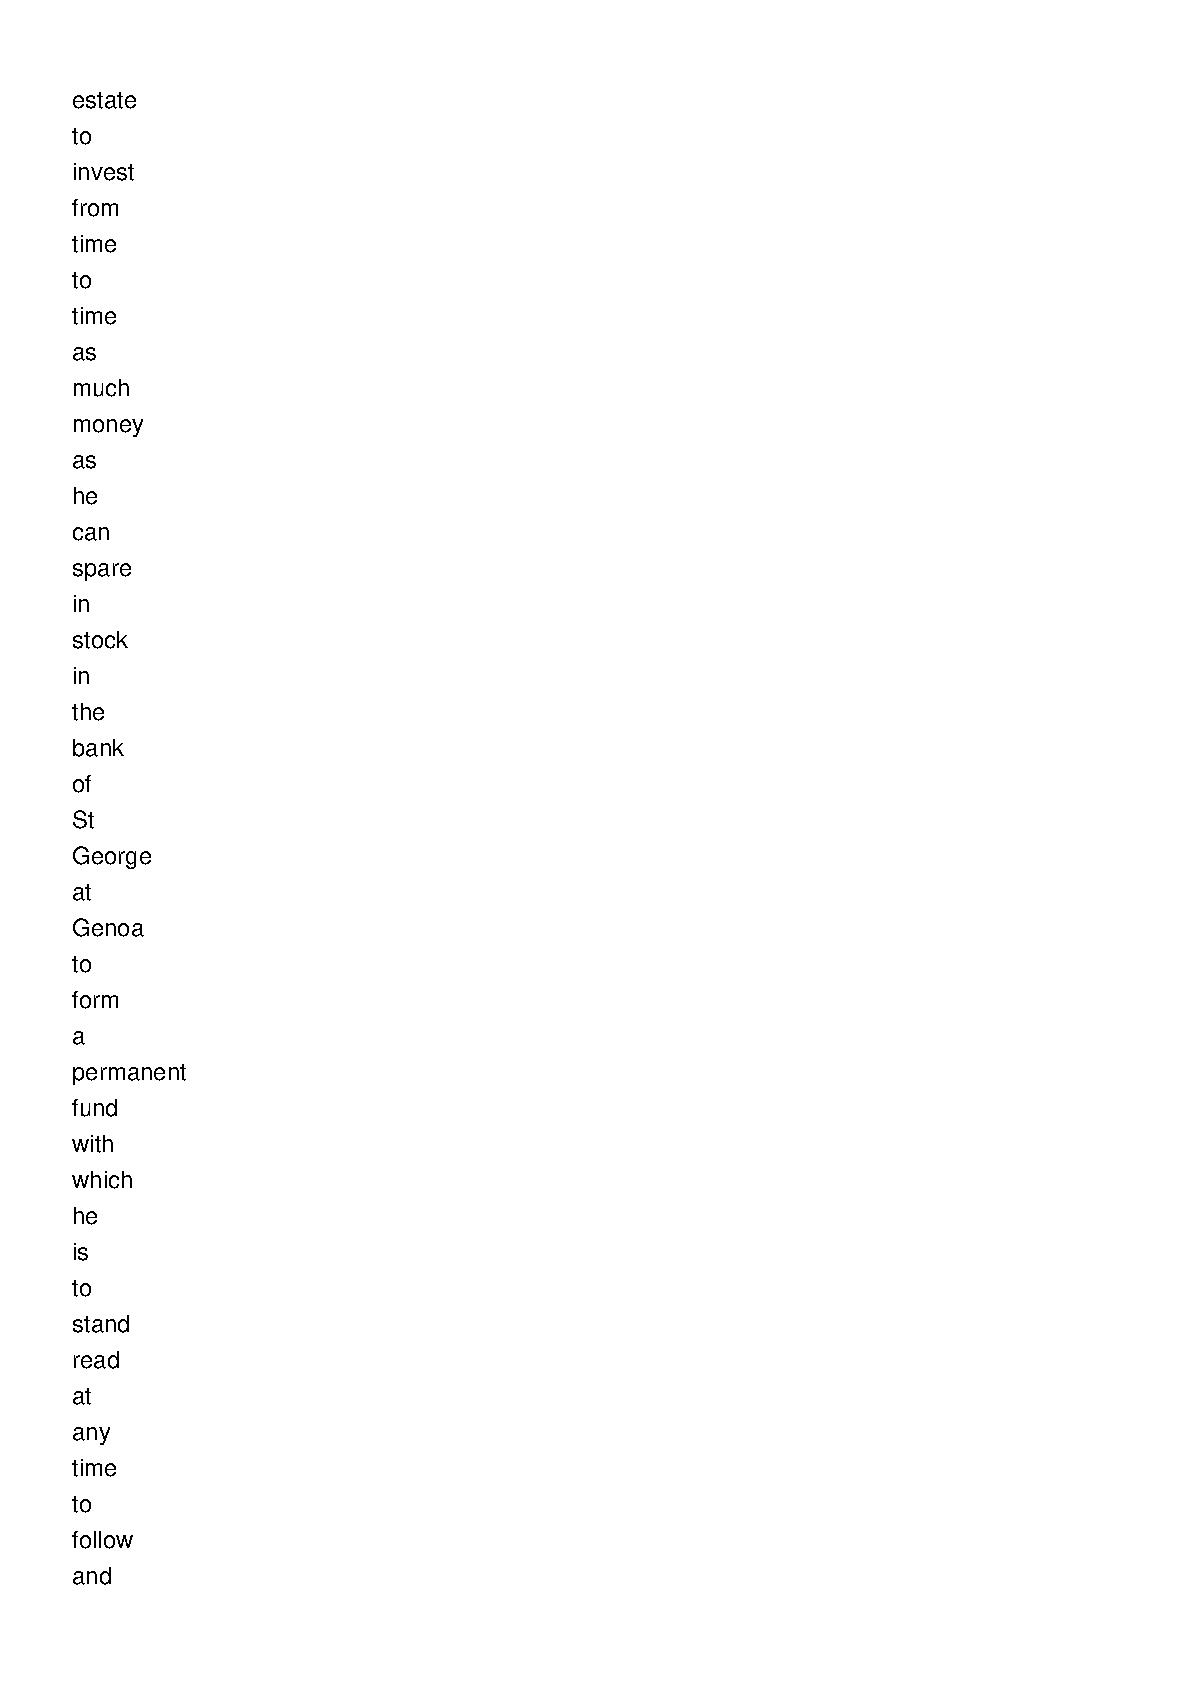 estate
to
invest
from
time
to
time
as
much
money
as
he
can
spare
in
stock
in
the
bank
of
St
George
at
Genoa
to
form
a
permanent
fund
with
which
he
is
to
stand
read
at
any
time
to
follow
and